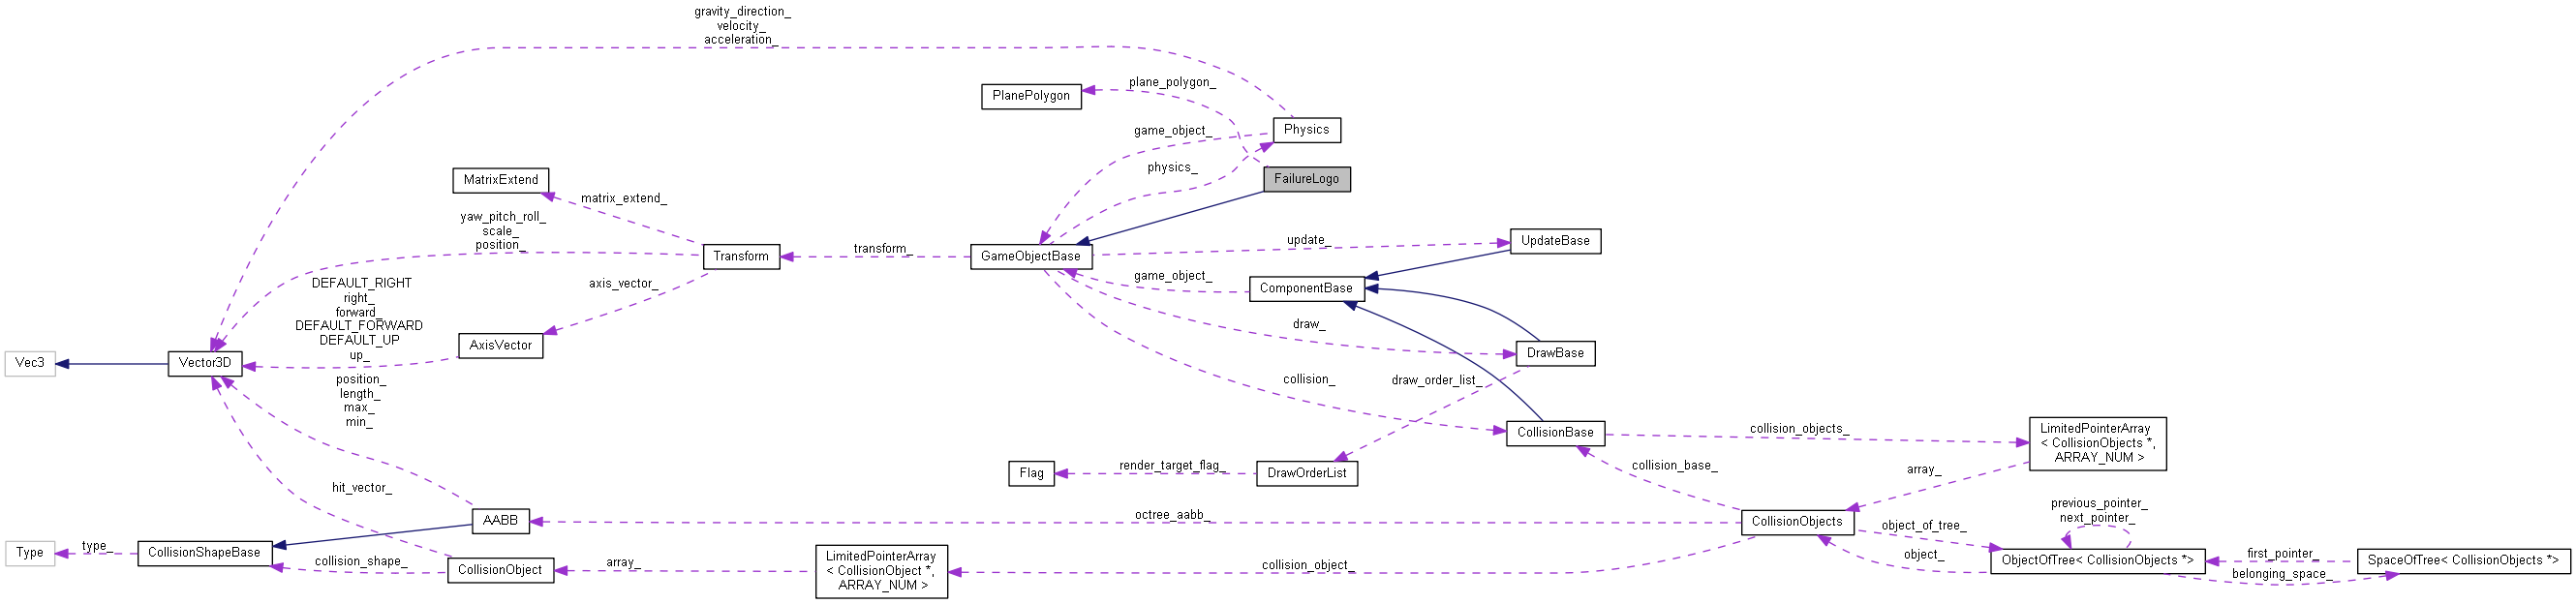 gravity_direction_
velocity_
acceleration_
plane_polygon_
PlanePolygon
Physics
game_object_
physics_
FailureLogo
MatrixExtend
matrix_extend_
yaw_pitch_roll_
scale_
position_
Transform
transform_
GameObjectBase
update_
UpdateBase
game_object_
ComponentBase
axis_vector_
DEFAULT_RIGHT
right_
forward_
DEFAULT_FORWARD
DEFAULT_UP
up_
AxisVector
draw_
DrawBase
Vec3
Vector3D
position_
length_
max_
min_
collision_
draw_order_list_
CollisionBase
collision_objects_
LimitedPointerArray
< CollisionObjects *,
ARRAY_NUM >
Flag
render_target_flag_
DrawOrderList
collision_base_
array_
hit_vector_
AABB
octree_aabb_
CollisionObjects
object_of_tree_
previous_pointer_
next_pointer_
Type
type_
CollisionShapeBase
collision_shape_
CollisionObject
array_
LimitedPointerArray
< CollisionObject *,
ARRAY_NUM >
collision_object_
object_
ObjectOfTree< CollisionObjects *>
first_pointer_
belonging_space_
SpaceOfTree< CollisionObjects *>